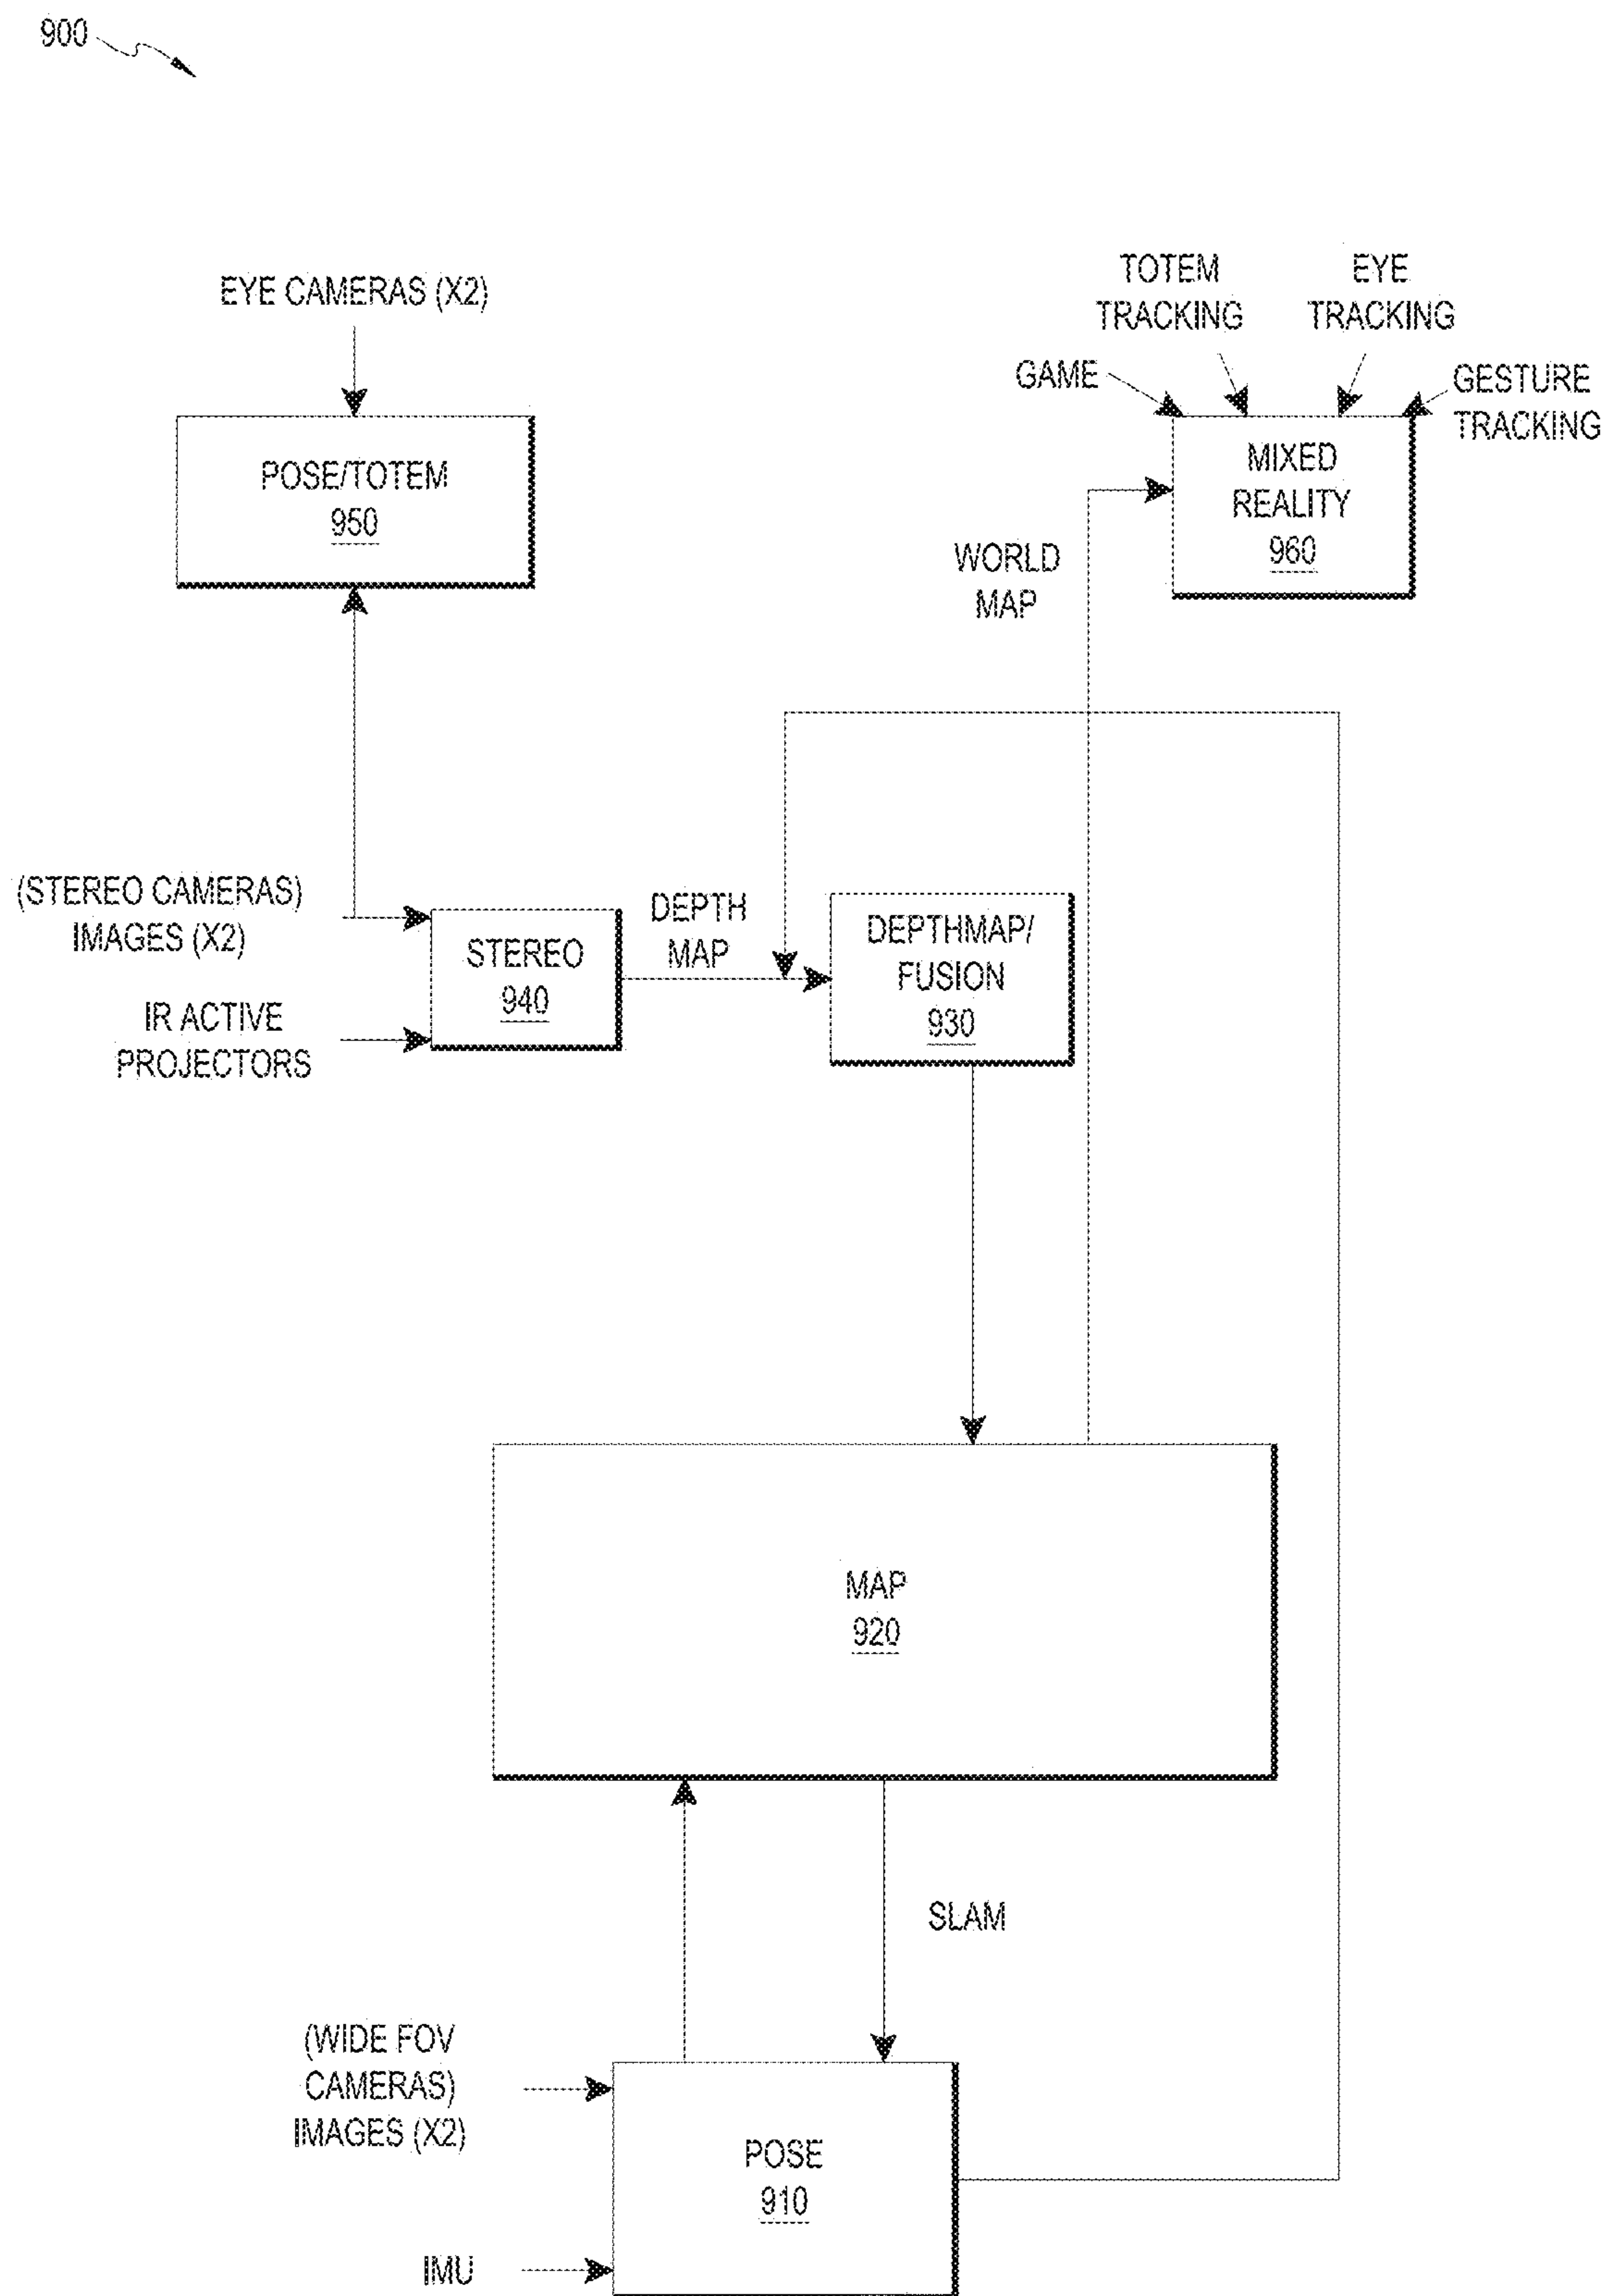 900
EYE CAMERAS (X2)
POSE/TOTEM
950
TOTEM
TRACKING
EYE
TRACKING
GAME
GESTURE
TRACKING
MIXED
REALITY
960
WORLD
MAP
(STEREO CAMERAS)
IMAGES (X2)
IR ACTIVE
PROJECTORS
STEREO
940
DEPTH
MAP
DEPTHMAP/
FUSION
930
MAP
920
SLAM
(WIDE FOV
CAMERAS)
IMAGES (X2)
POSE
910
IMU